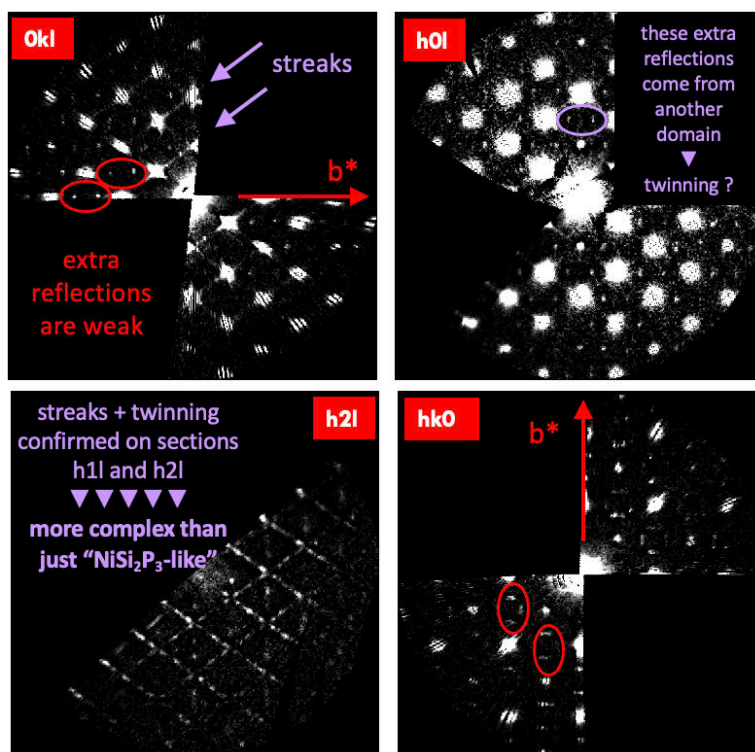 0kl
streaks
b*
extra
reflections
are weak
h0l
these extra
reflections
come from
another
domain
▼
twinning ?
streaks + twinning
confirmed on sections
h1l and h2l
▼▼▼▼▼
more complex than
just “NiSi₂P₃-like”
h2l
hk0
b*